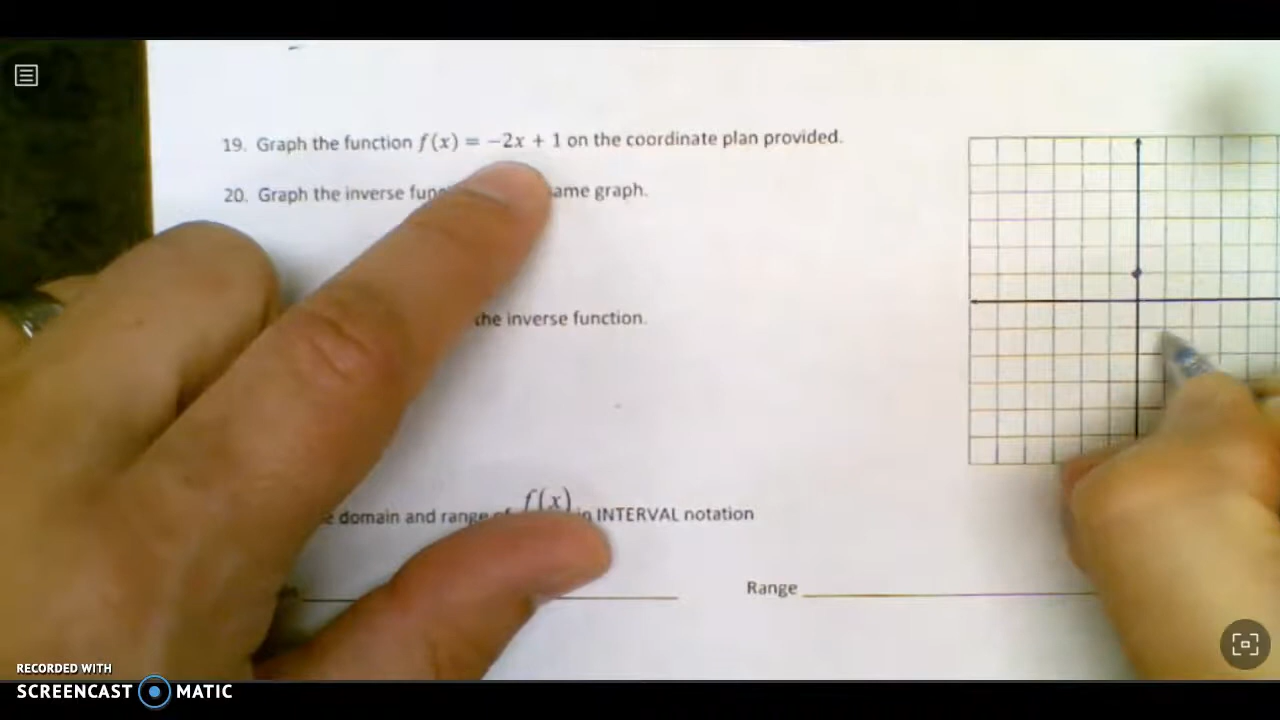 19. Graph the function f(x) = −2x + 1 on the coordinate plan provided.
20. Graph the inverse ame graph.
the inverse function.
domain and range f(x) in INTERVAL notation
Range
RECORDED WITH
SCREENCAST MATIC